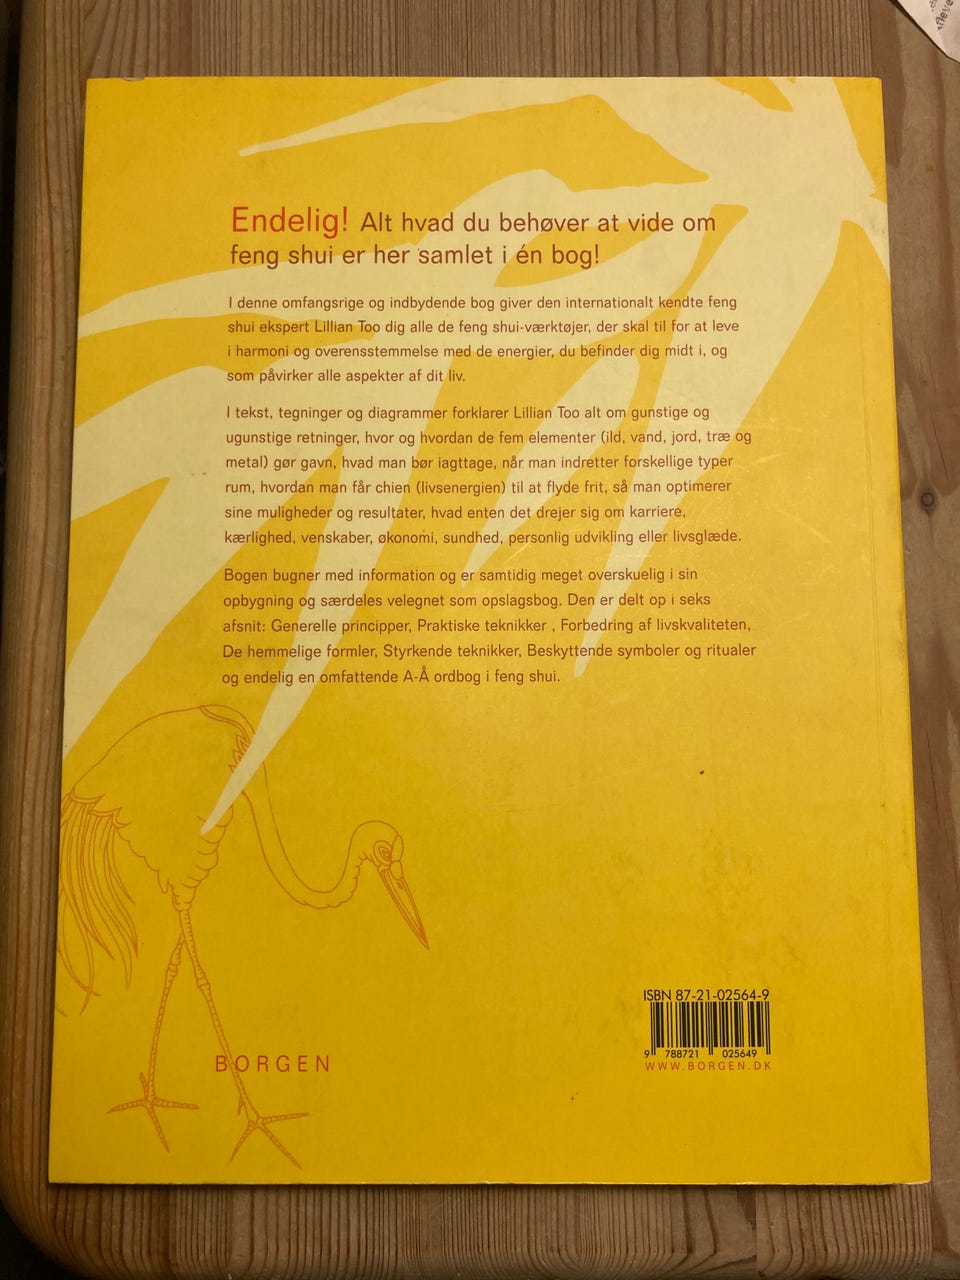 Endelig! Alt hvad du behøver at vide om
feng shui er her samlet i én bog!
I denne omfangsrige og indbydende bog giver den internationalt kendte feng
shui ekspert Lillian Too dig alle de feng shui-værktøjer, der skal til for at leve
i harmoni og overensstemmelse med de energier, du befinder dig midt i, og
som påvirker alle aspekter af dit liv.
I tekst, tegninger og diagrammer forklarer Lillian Too alt om gunstige og
ugunstige retninger, hvor og hvordan de fem elementer (ild, vand, jord, træ og
metal) gør gavn, hvad man bør iagttage, når man indretter forskellige typer
rum, hvordan man får chien (livsenergien) til at flyde frit, så man optimerer
sine muligheder og resultater, hvad enten det drejer sig om karriere,
kærlighed, venskaber, økonomi, sundhed, personlig udvikling eller livsglæde.
Bogen bugner med information og er samtidig meget overskuelig i sin
opbygning og særdeles velegnet som opslagsbog. Den er delt op i seks
afsnit: Generelle principper, Praktiske teknikker , Forbedring af livskvaliteten,
De hemmelige formler, Styrkende teknikker, Beskyttende symboler og ritualer
og endelig en omfattende A-Å ordbog i feng shui.
ISBN 87-21-02564-9
9 788721 025649
WWW.BORGEN.DK
BORGEN